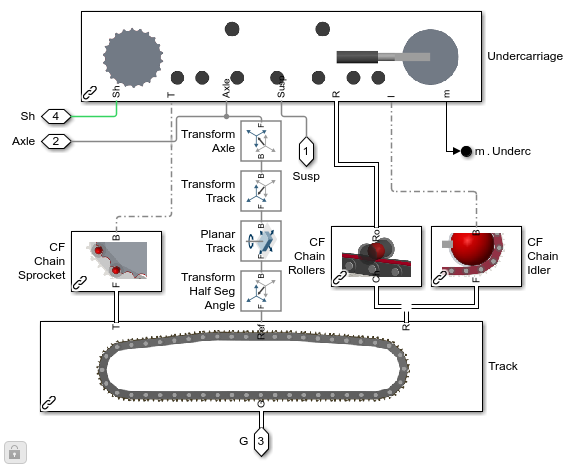 Undercarriage
Sh
T
Axle
Susp
R
I
m
Sh 4
Axle 2
1
Susp
m.Underc
F
Transform
Axle
B
B
Transform
Track
F
B
Planar
Track
F
B
Transform
Half Seg
Angle
F
CF
Chain
Sprocket
B
F
CF
Chain
Rollers
Ro
Ch
CF
Chain
Idler
B
F
T
Ref
R
Track
G
G 3